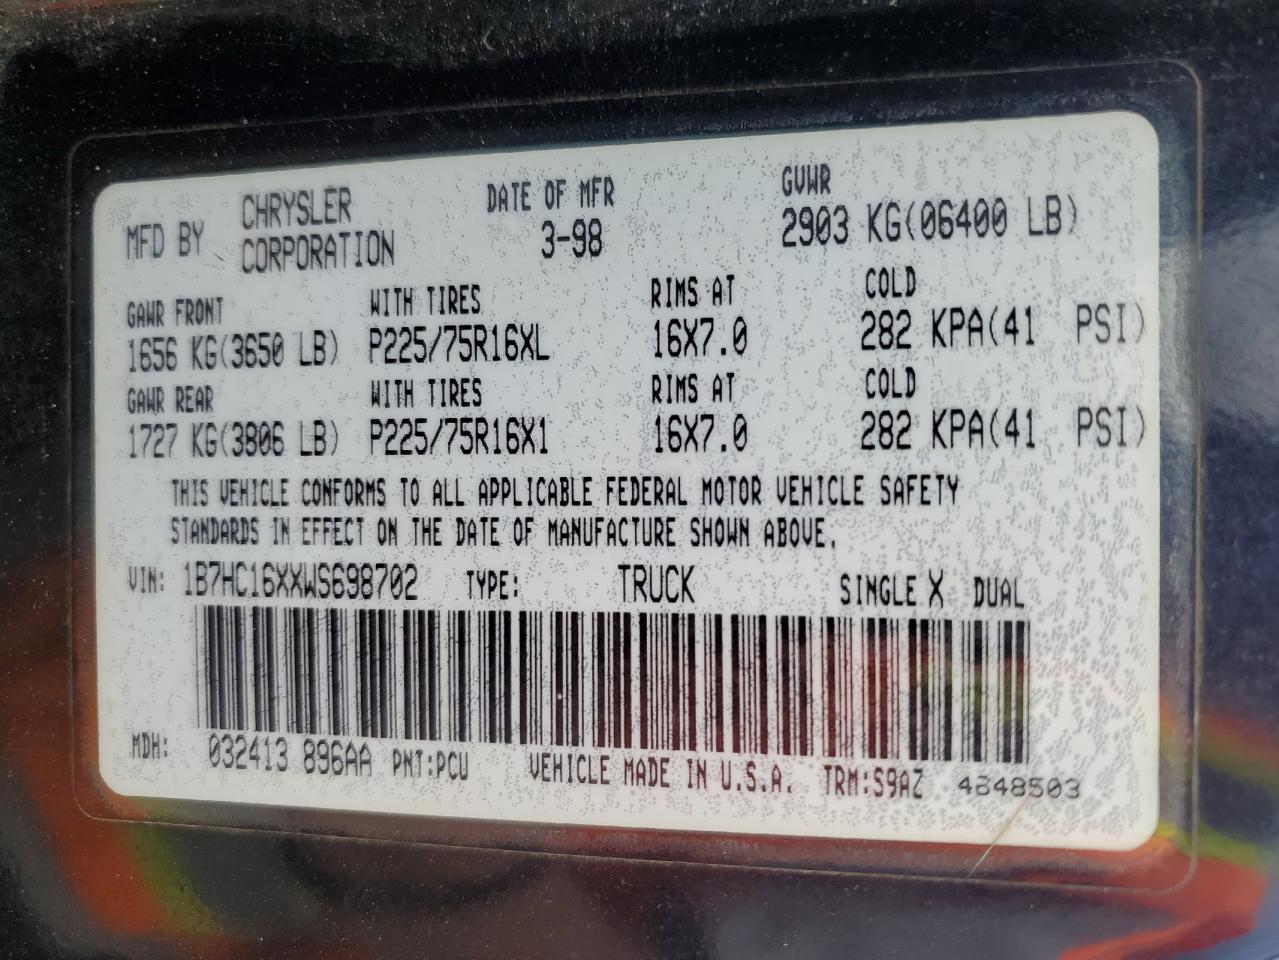 MFD BY CHRYSLER CORPORATION DATE OF MFR 3-98 GVWR 2903 KG(06400 LB)
GAWR FRONT WITH TIRES RIMS AT COLD
1656 KG(3650 LB) P225/75R16XL 16X7.0 282 KPA(41 PSI)
GAWR REAR WITH TIRES RIMS AT COLD
1727 KG(3806 LB) P225/75R16X1 16X7.0 282 KPA(41 PSI)
THIS VEHICLE CONFORMS TO ALL APPLICABLE FEDERAL MOTOR VEHICLE SAFETY
STANDARDS IN EFFECT ON THE DATE OF MANUFACTURE SHOWN ABOVE.
VIN: 1B7HC16XXWS698702 TYPE: TRUCK SINGLE X DUAL
MDH: 032413 896AA PNT:PCU VEHICLE MADE IN U.S.A. TRM:S9AZ 4848503